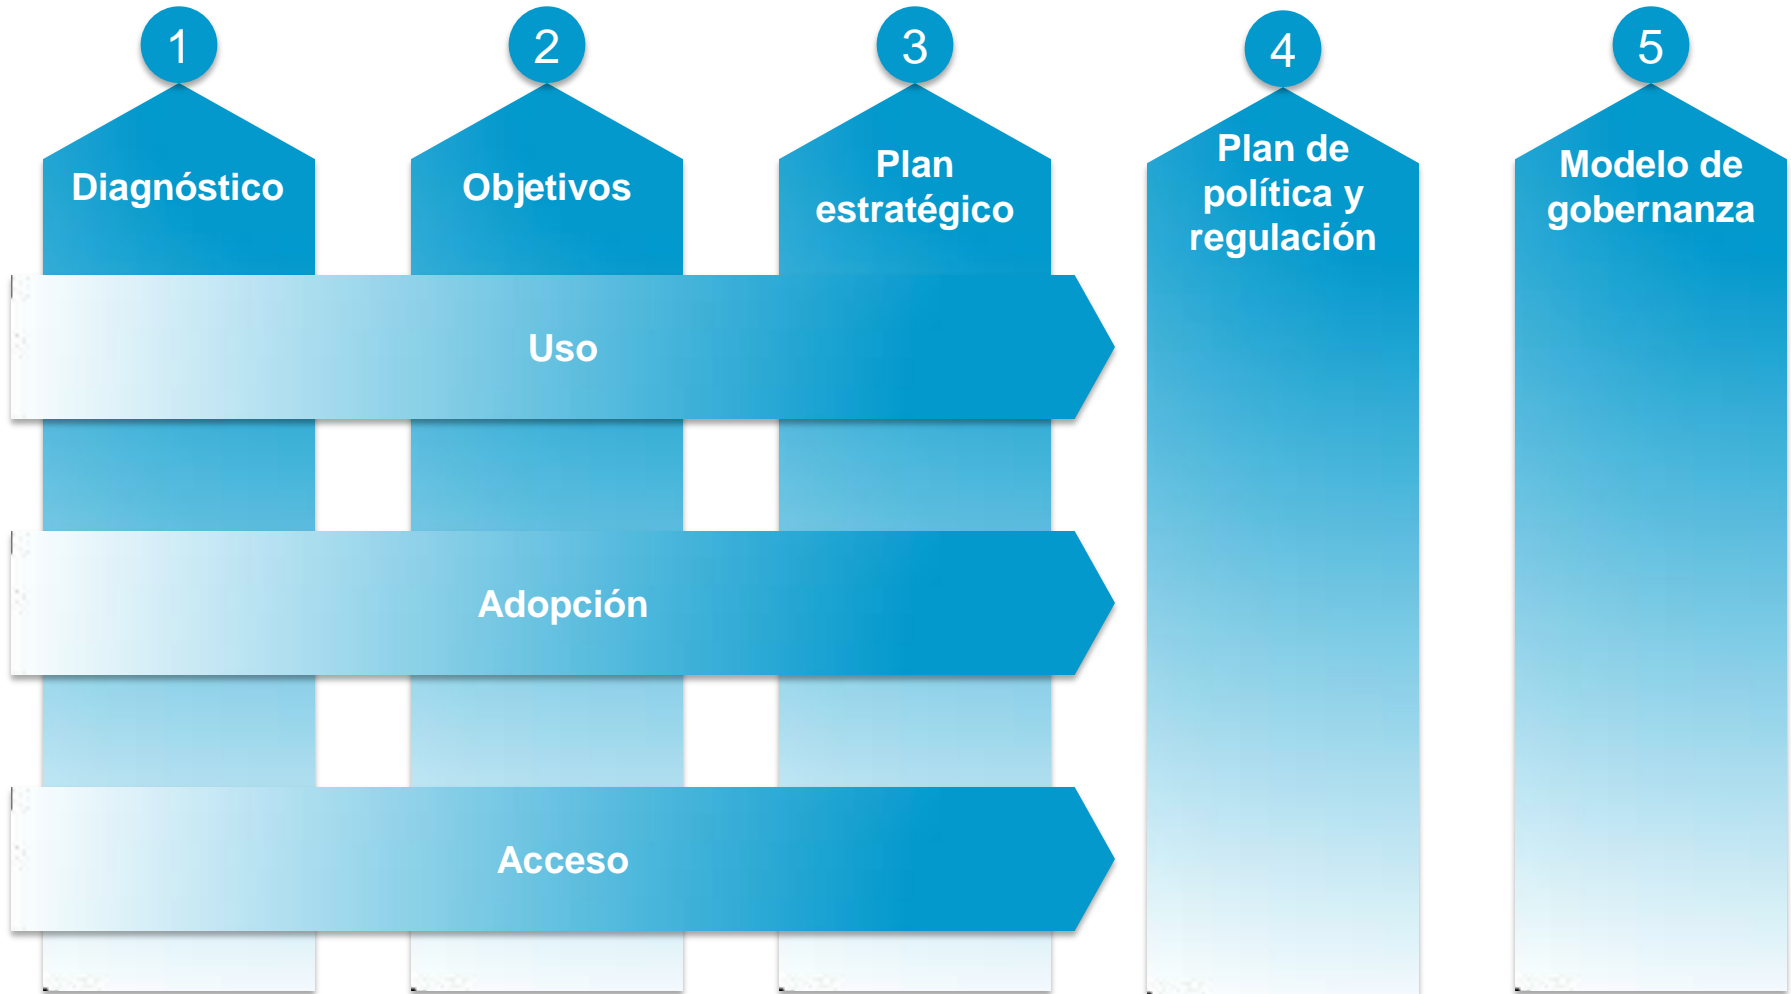 1
2
3
4
5
Diagnóstico
Objetivos
Plan
estratégico
Plan de
política y
regulación
Modelo de
gobernanza
Uso
Adopción
Acceso